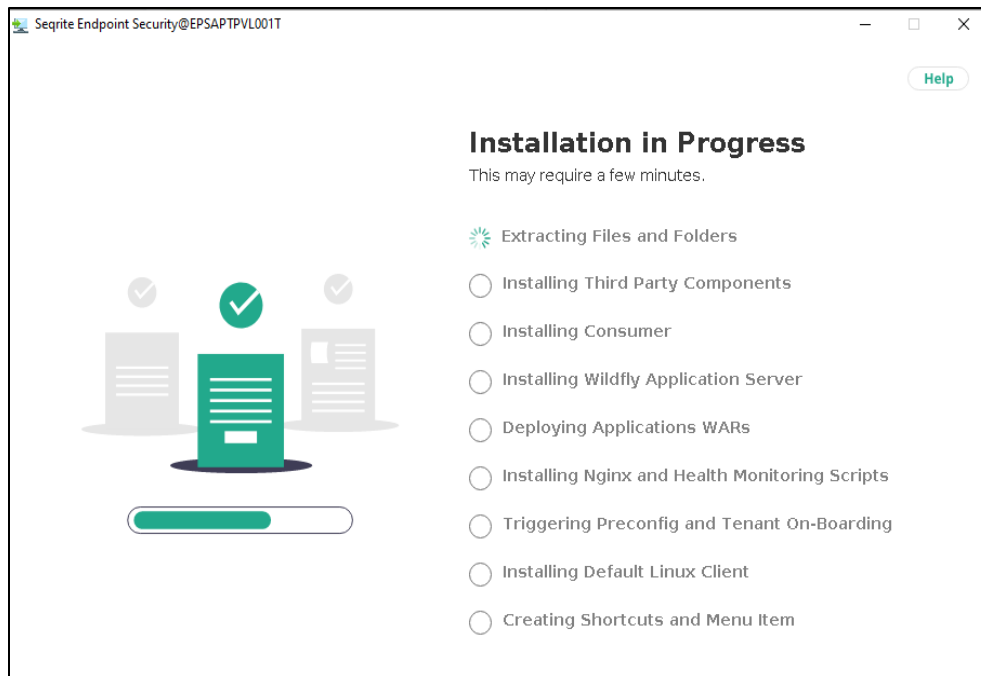 Seqrite Endpoint Security@EPSAPTPVL001T
Help
Installation in Progress
This may require a few minutes.
Extracting Files and Folders
Installing Third Party Components
Installing Consumer
Installing Wildfly Application Server
Deploying Applications WARs
Installing Nginx and Health Monitoring Scripts
Triggering Preconfig and Tenant On-Boarding
Installing Default Linux Client
Creating Shortcuts and Menu Item